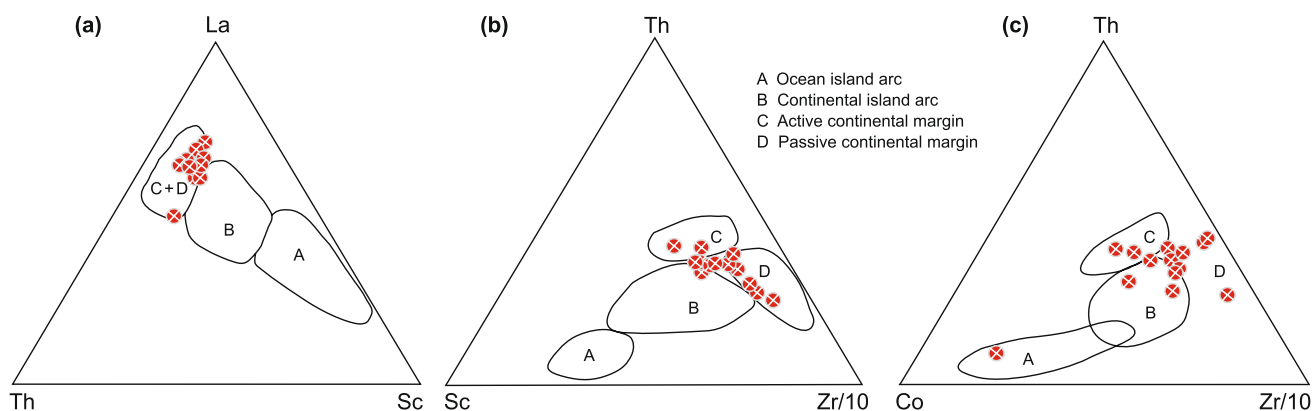 (a)
La
C + D
B
A
Th
Sc
(b)
Th
C
D
B
A
Sc
Zr/10
A Ocean island arc
B Continental island arc
C Active continental margin
D Passive continental margin
(c)
Th
C
D
B
A
Co
Zr/10